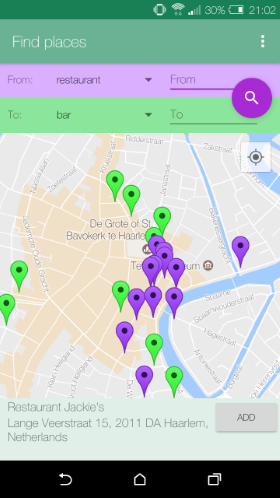 30% 21:02
Find places
From: restaurant From
To: bar To
De Grote of St.
Bavokerk te Haarlem
Restaurant Jackie's
Lange Veerstraat 15, 2011 DA Haarlem,
Netherlands
ADD